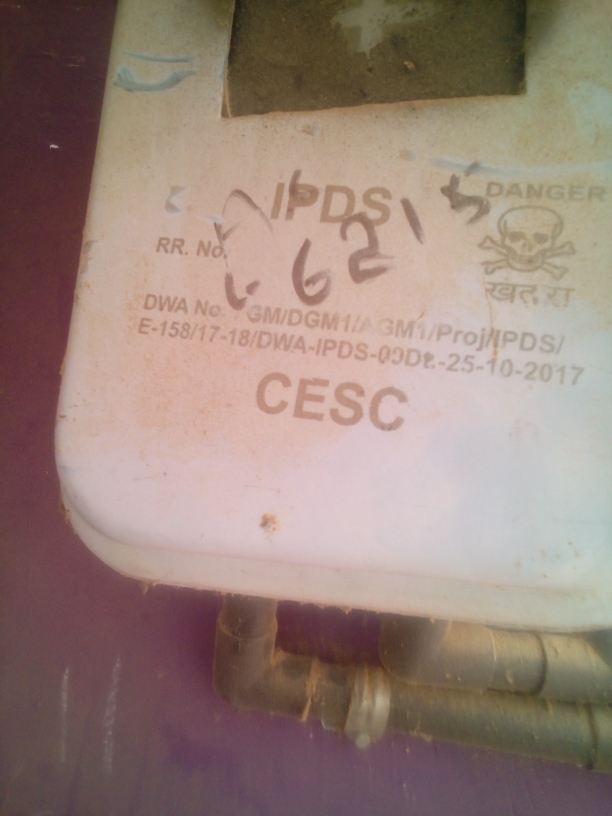 IPDS
DANGER
खतरा
RR. No.
6215
DWA No. GM/DGM1/AGM1/Proj/IPDS/
E-158/17-18/DWA-IPDS-09Dt.-25-10-2017
CESC